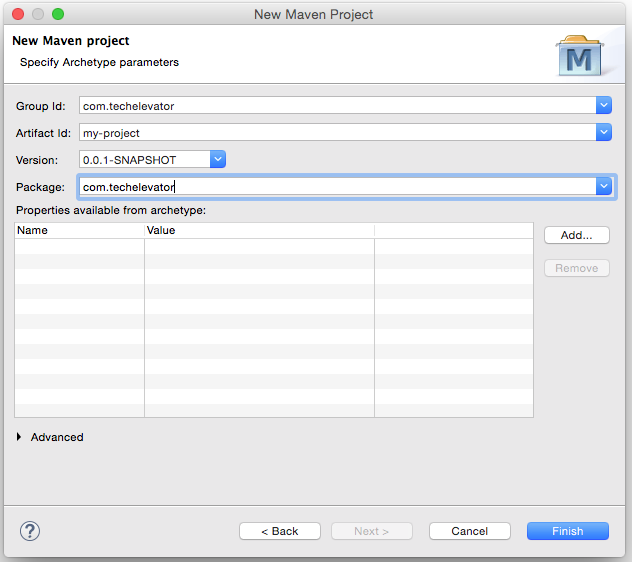 New Maven Project
New Maven project
Specify Archetype parameters
M
Group Id: com.techelevator
Artifact Id: my-project
Version: 0.0.1-SNAPSHOT
Package: com.techelevator
Properties available from archetype:
Name Value
Add...
Remove
Advanced
? < Back Next > Cancel Finish